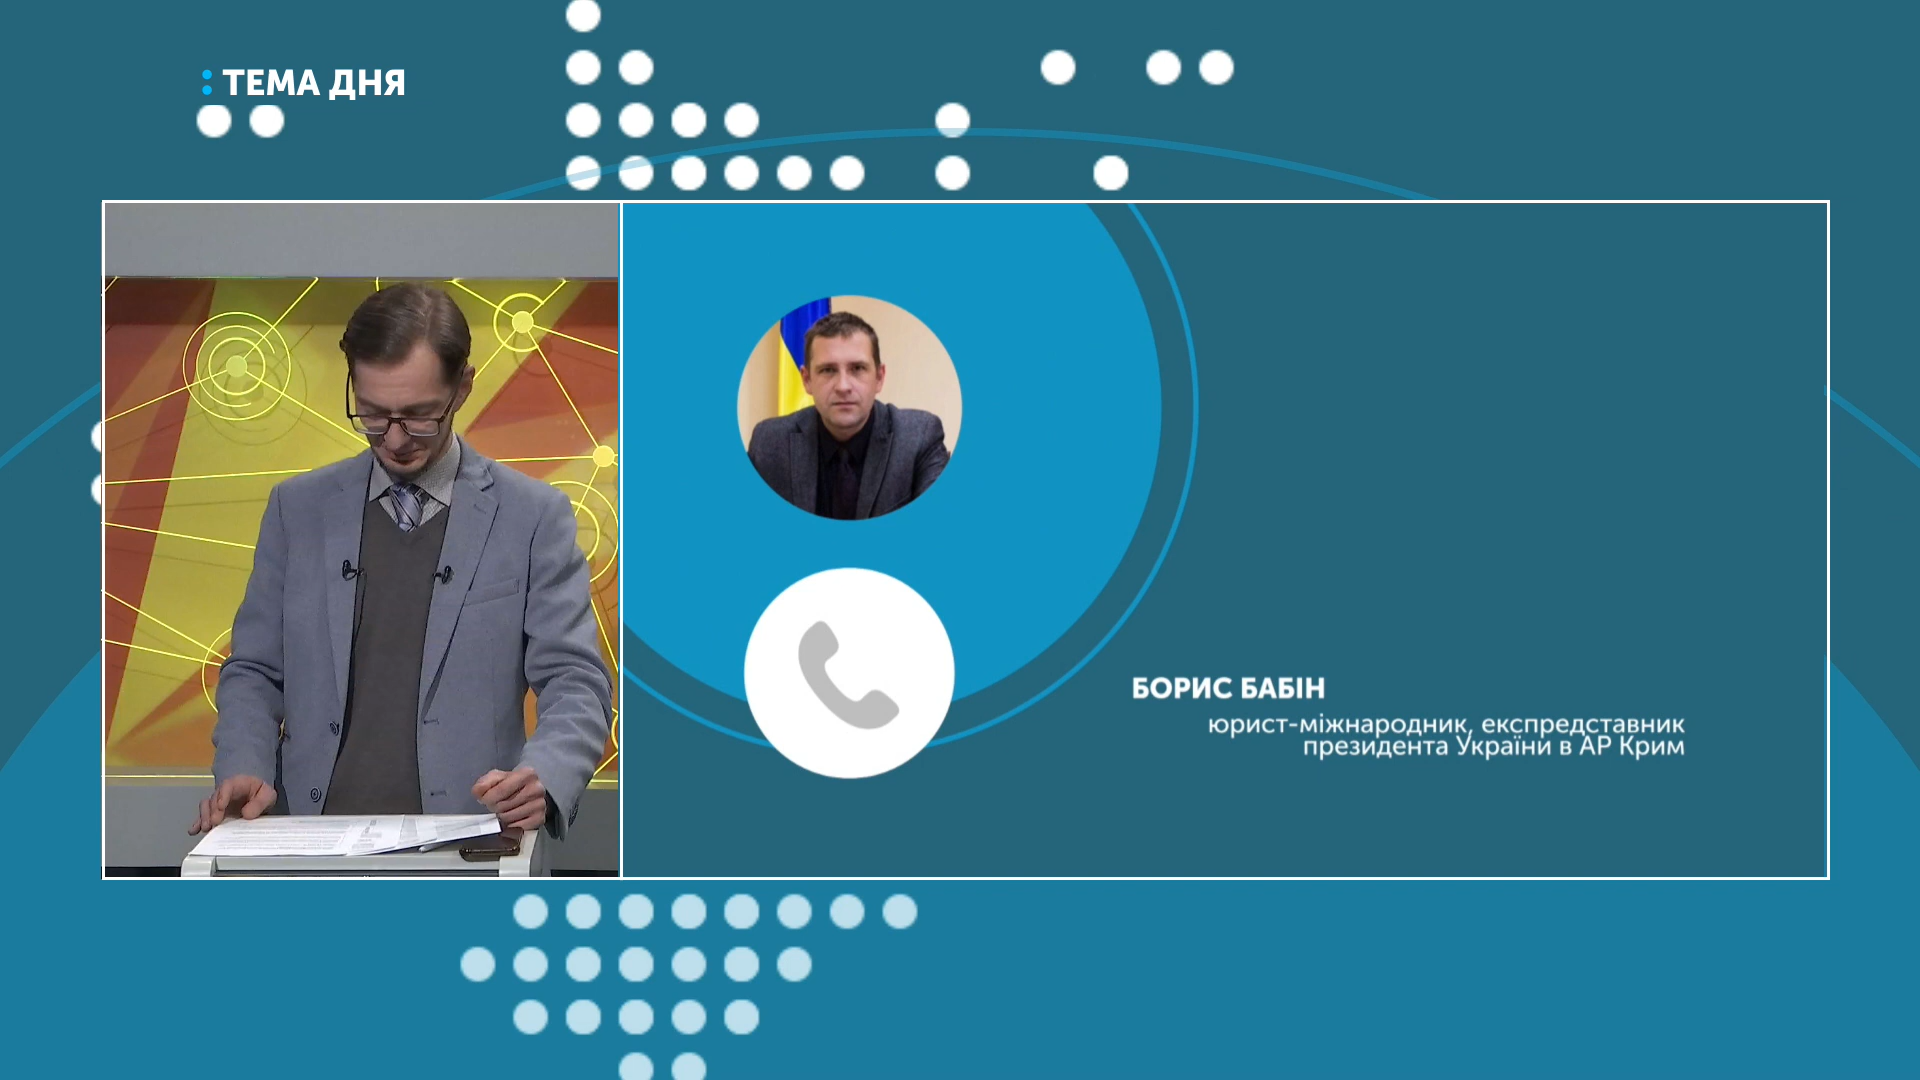 : ТЕМА ДНЯ
БОРИС БАБІН
юрист-міжнародник, експредставник
президента України в АР Крим